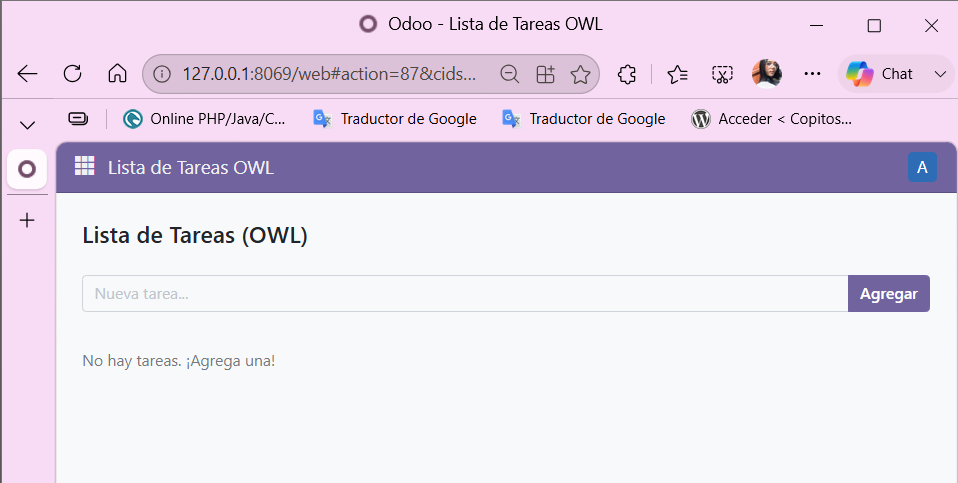 Odoo - Lista de Tareas OWL
127.0.0.1:8069/web#action=87&cids...
Chat
Online PHP/Java/C...
Traductor de Google
Traductor de Google
Acceder < Copitos...
Lista de Tareas OWL
A
Lista de Tareas (OWL)
Nueva tarea...
Agregar
No hay tareas. ¡Agrega una!